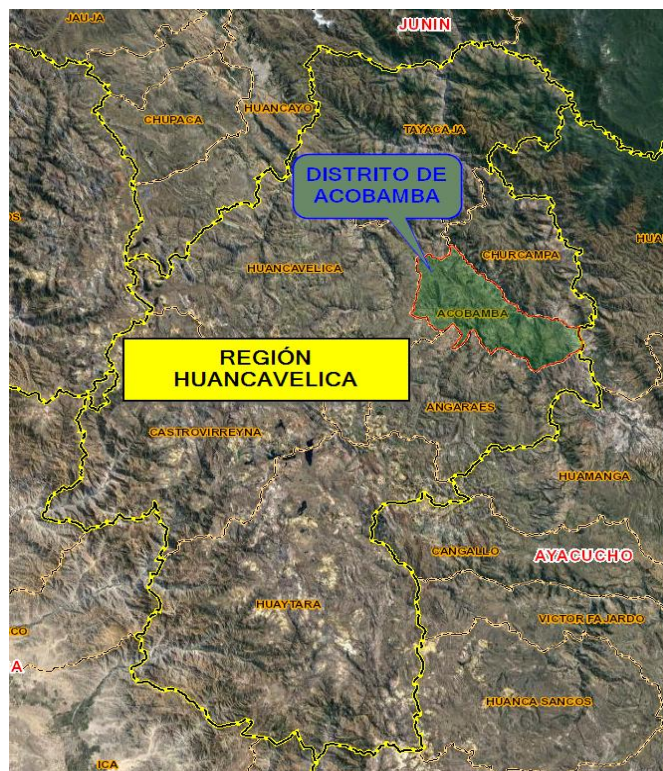 JAUJA
JUNIN
HUANCAYO
CHUPACA
TAYACAJA
DISTRITO DE
ACOBAMBA
CHURCAMPA
HUANCAVELICA
ACOBAMBA
REGIÓN
HUANCAVELICA
ANGARAES
CASTROVIRREYNA
HUAMANGA
CANGALLO
AYACUCHO
HUAYTARA
VICTOR FAJARDO
CO
A
HUANCA SANCOS
ICA